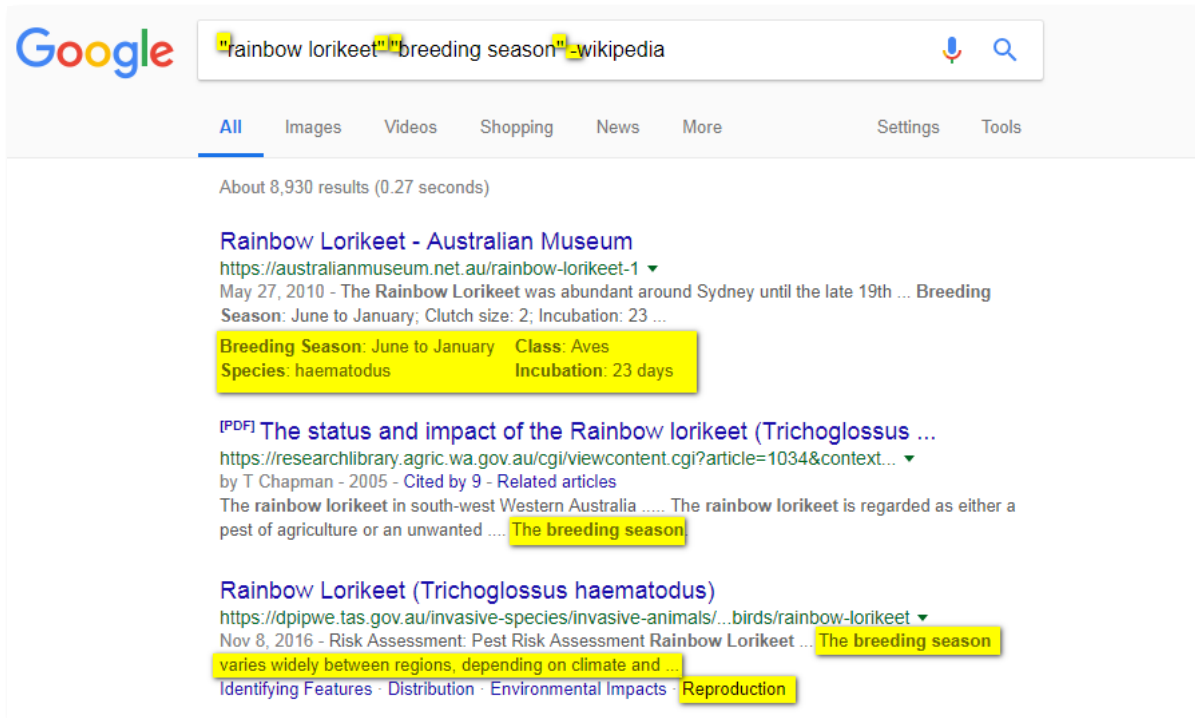 Google
"rainbow lorikeet" "breeding season" -wikipedia
All Images Videos Shopping News More Settings Tools
About 8,930 results (0.27 seconds)
Rainbow Lorikeet - Australian Museum
https://australianmuseum.net.au/rainbow-lorikeet-1
May 27, 2010 - The Rainbow Lorikeet was abundant around Sydney until the late 19th ... Breeding
Season: June to January; Clutch size: 2; Incubation: 23 ...
Breeding Season: June to January Class: Aves
Species: haematodus Incubation: 23 days
[PDF] The status and impact of the Rainbow lorikeet (Trichoglossus ...
https://researchlibrary.agric.wa.gov.au/cgi/viewcontent.cgi?article=1034&context...
by T Chapman - 2005 - Cited by 9 - Related articles
The rainbow lorikeet in south-west Western Australia ..... The rainbow lorikeet is regarded as either a
pest of agriculture or an unwanted .... The breeding season.
Rainbow Lorikeet (Trichoglossus haematodus)
https://dpipwe.tas.gov.au/invasive-species/invasive-animals/...birds/rainbow-lorikeet
Nov 8, 2016 - Risk Assessment: Pest Risk Assessment Rainbow Lorikeet ... The breeding season
varies widely between regions, depending on climate and ...
Identifying Features · Distribution · Environmental Impacts · Reproduction